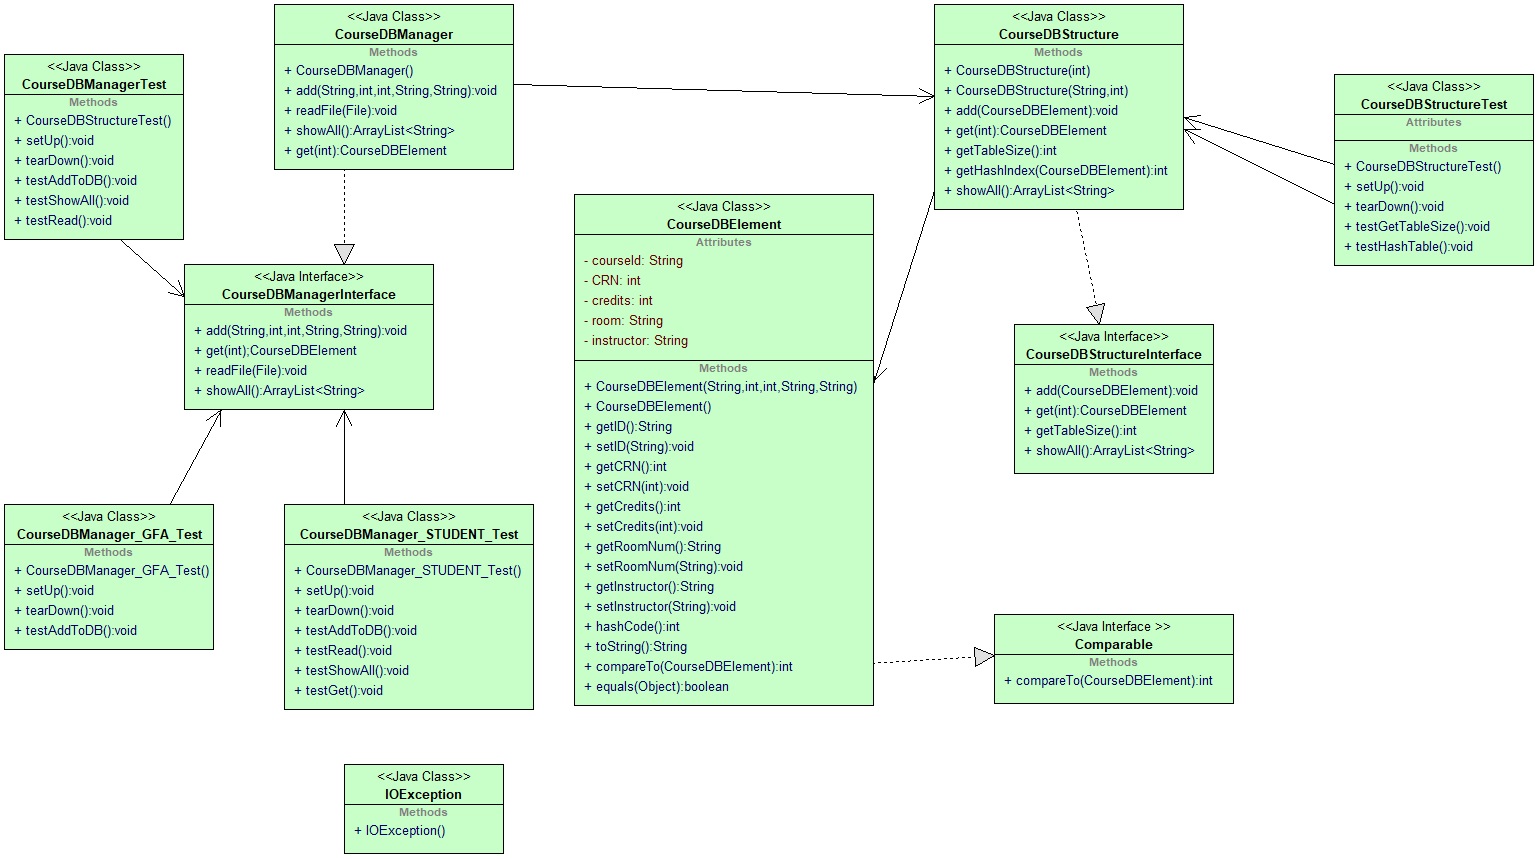 <<Java Class>>
CourseDBManager
Methods
+ CourseDBManager()
+ add(String,int,int,String,String):void
+ readFile(File):void
+ showAll():ArrayList<String>
+ get(int):CourseDBElement
<<Java Class>>
CourseDBStructure
Methods
+ CourseDBStructure(int)
+ CourseDBStructure(String,int)
+ add(CourseDBElement):void
+ get(int):CourseDBElement
+ getTableSize():int
+ getHashIndex(CourseDBElement):int
+ showAll():ArrayList<String>
<<Java Class>>
CourseDBManagerTest
Methods
+ CourseDBStructureTest()
+ setUp():void
+ tearDown():void
+ testAddToDB():void
+ testShowAll():void
+ testRead():void
<<Java Class>>
CourseDBStructureTest
Attributes
Methods
+ CourseDBStructureTest()
+ setUp():void
+ tearDown():void
+ testGetTableSize():void
+ testHashTable():void
<<Java Class>>
CourseDBElement
Attributes
- courseId: String
- CRN: int
- credits: int
- room: String
- instructor: String
Methods
+ CourseDBElement(String,int,int,String,String)
+ CourseDBElement()
+ getID():String
+ setID(String):void
+ getCRN():int
+ setCRN(int):void
+ getCredits():int
+ setCredits(int):void
+ getRoomNum():String
+ setRoomNum(String):void
+ getInstructor():String
+ setInstructor(String):void
+ hashCode():int
+ toString():String
+ compareTo(CourseDBElement):int
+ equals(Object):boolean
<<Java Interface>>
CourseDBManagerInterface
Methods
+ add(String,int,int,String,String):void
+ get(int);CourseDBElement
+ readFile(File):void
+ showAll():ArrayList<String>
<<Java Interface>>
CourseDBStructureInterface
Methods
+ add(CourseDBElement):void
+ get(int):CourseDBElement
+ getTableSize():int
+ showAll():ArrayList<String>
<<Java Class>>
CourseDBManager_GFA_Test
Methods
+ CourseDBManager_GFA_Test()
+ setUp():void
+ tearDown():void
+ testAddToDB():void
<<Java Class>>
CourseDBManager_STUDENT_Test
Methods
+ CourseDBManager_STUDENT_Test()
+ setUp():void
+ tearDown():void
+ testAddToDB():void
+ testRead():void
+ testShowAll():void
+ testGet():void
<<Java Interface >>
Comparable
Methods
+ compareTo(CourseDBElement):int
<<Java Class>>
IOException
Methods
+ IOException()